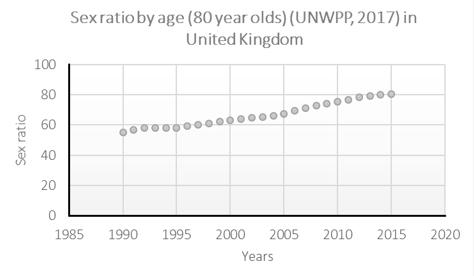 Sex ratio by age (80 year olds) (UNWPP, 2017) in
United Kingdom
100
80
60
40
20
0
Sex ratio
1985 1990 1995 2000 2005 2010 2015 2020
Years